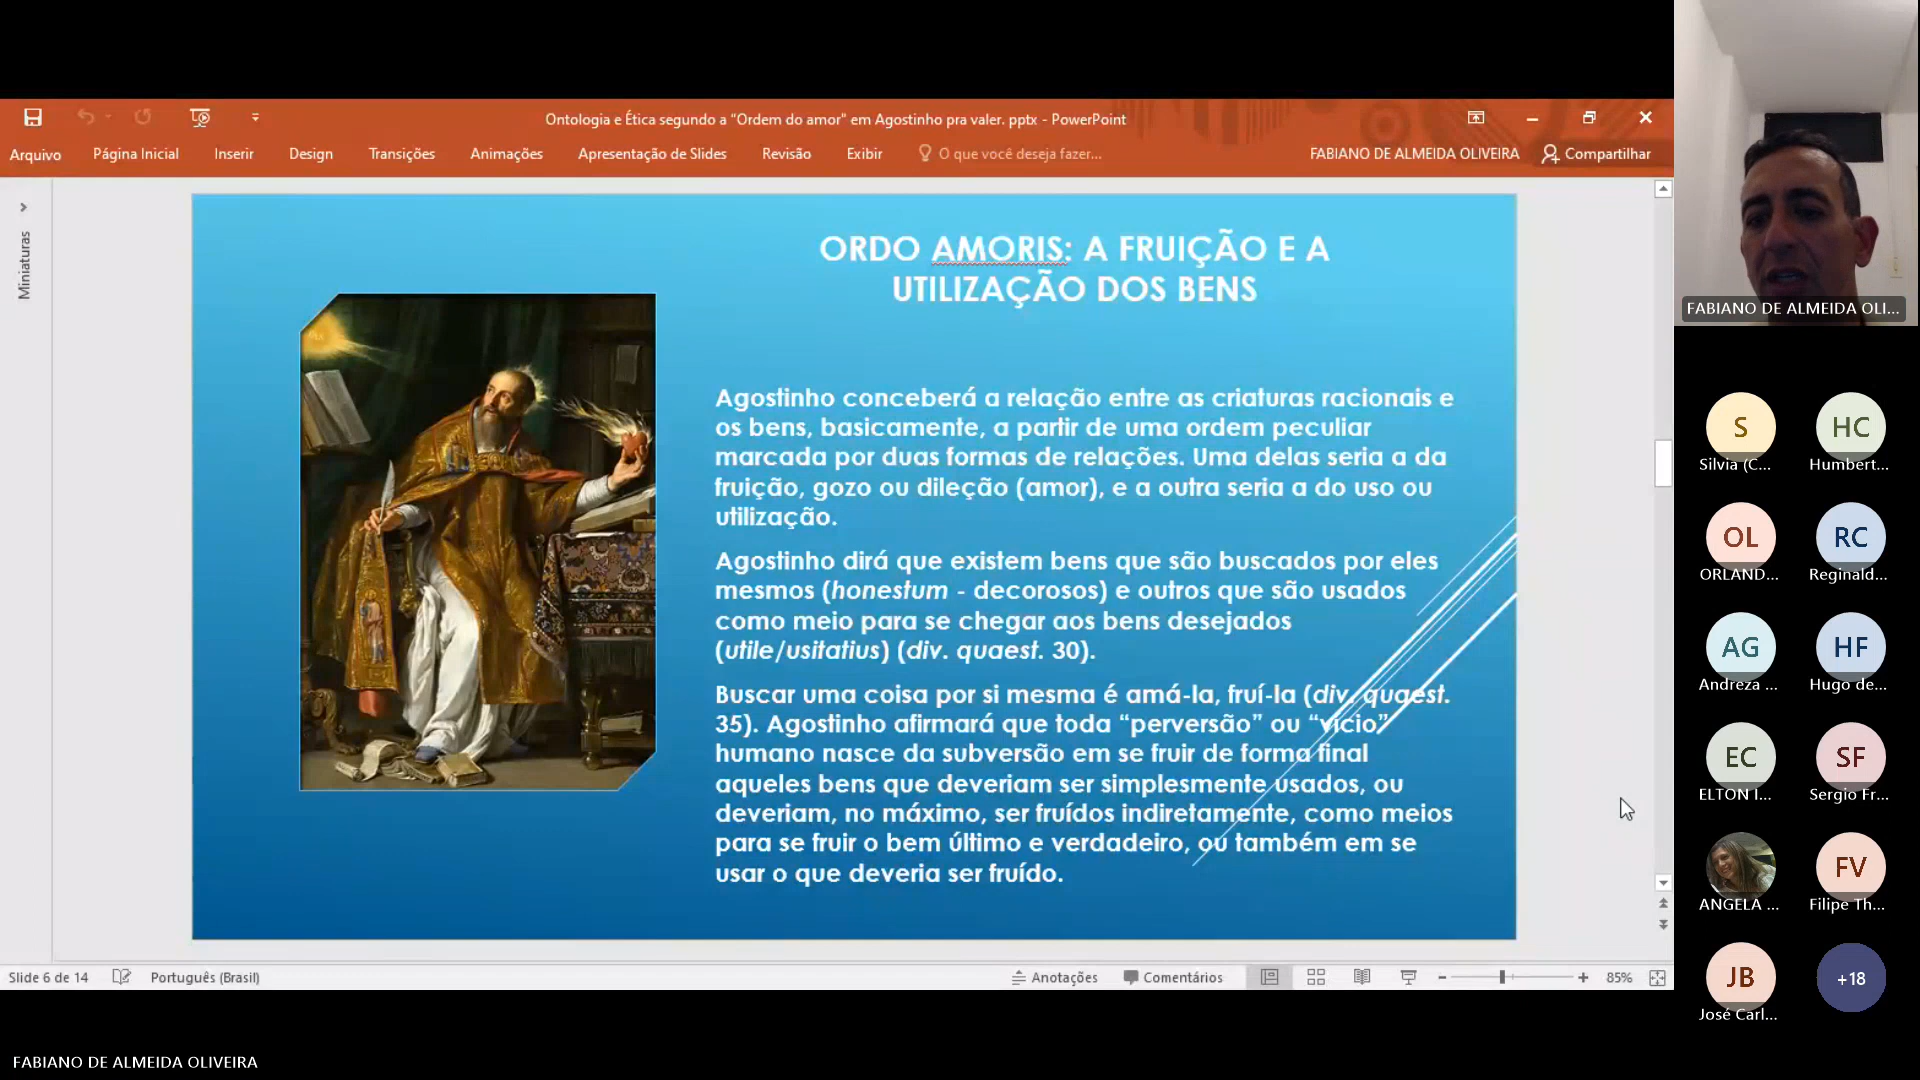 Ontologia e Ética segundo a "Ordem do amor" em Agostinho pra valer. pptx - PowerPoint
Arquivo Página Inicial Inserir Design Transições Animações Apresentação de Slides Revisão Exibir O que você deseja fazer... FABIANO DE ALMEIDA OLIVEIRA Compartilhar
Miniaturas
ORDO AMORIS: A FRUIÇÃO E A
UTILIZAÇÃO DOS BENS
Agostinho conceberá a relação entre as criaturas racionais e
os bens, basicamente, a partir de uma ordem peculiar
marcada por duas formas de relações. Uma delas seria a da
fruição, gozo ou dileção (amor), e a outra seria a do uso ou
utilização.
Agostinho dirá que existem bens que são buscados por eles
mesmos (honestum - decorosos) e outros que são usados
como meio para se chegar aos bens desejados
(utile/usitatius) (div. quaest. 30).
Buscar uma coisa por si mesma é amá-la, fruí-la (div. quaest.
35). Agostinho afirmará que toda “perversão” ou “vício”
humano nasce da subversão em se fruir de forma final
aqueles bens que deveriam ser simplesmente usados, ou
deveriam, no máximo, ser fruídos indiretamente, como meios
para se fruir o bem último e verdadeiro, ou também em se
usar o que deveria ser fruído.
Slide 6 de 14 Português (Brasil) Anotações Comentários 85%
FABIANO DE ALMEIDA OLIVEIRA
FABIANO DE ALMEIDA OLI...
S HC
Silvia (C... Humbert...
OL RC
ORLAND... Reginald...
AG HF
Andreza ... Hugo de...
EC SF
ELTON I... Sergio Fr...
FV
ANGELA ... Filipe Th...
JB +18
José Carl...